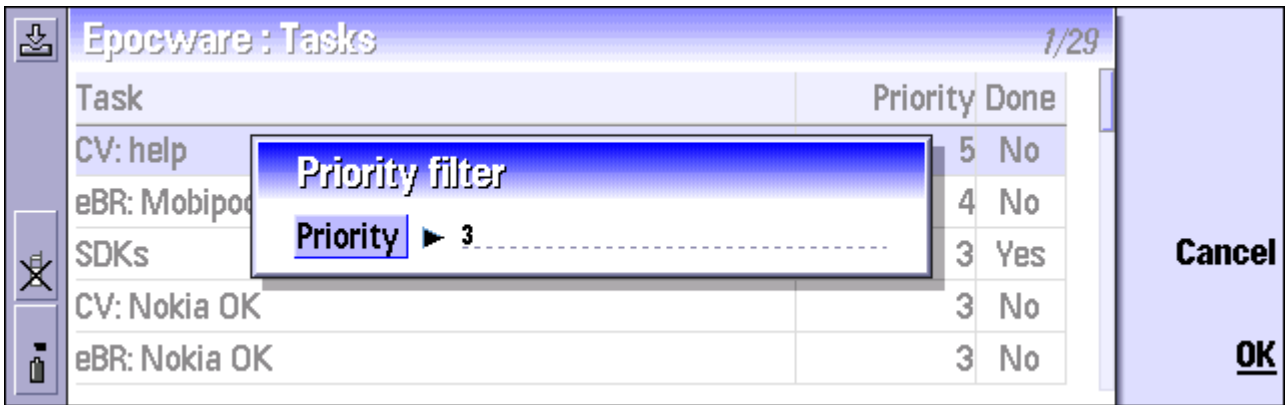 Epocware : Tasks 1/29
Task Priority Done
CV: help 5 No
Priority filter
eBR: Mobipoc 4 No
Priority 3
SDKs 3 Yes
Cancel
CV: Nokia OK 3 No
eBR: Nokia OK 3 No
OK